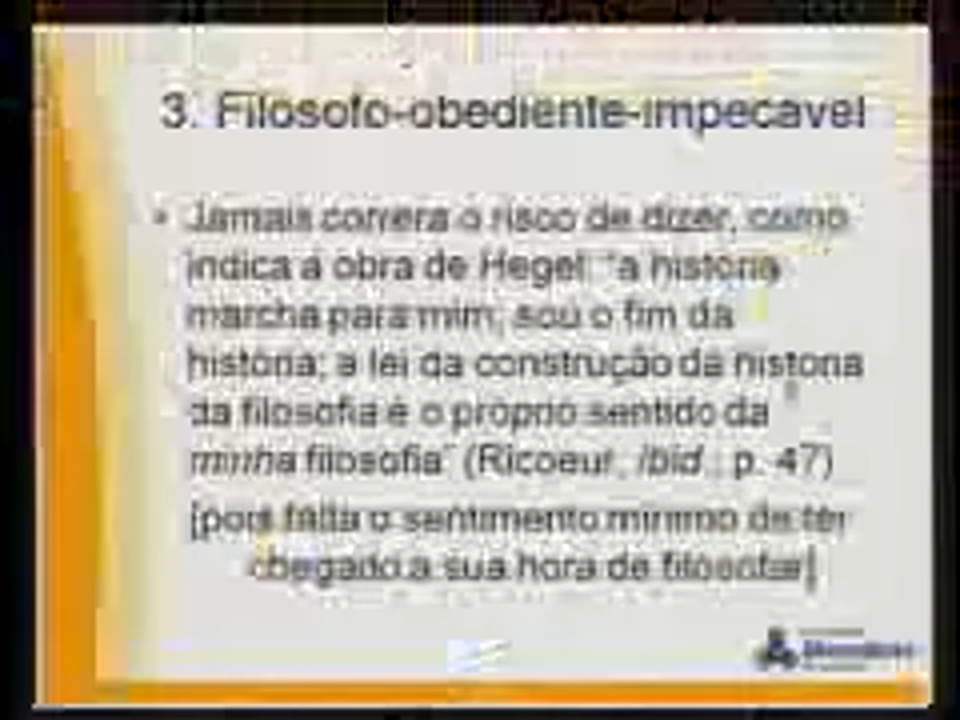 3. Filósofo-obediente-impecável
• Jamais correrá o risco de dizer, como
indica a obra de Hegel: "a história
marcha para mim; sou o fim da
história; a lei da construção da história
da filosofia é o próprio sentido da
minha filosofia" (Ricoeur, ibid., p. 47)
[pois falta o sentimento mínimo de ter
chegado a sua hora de filosofar]